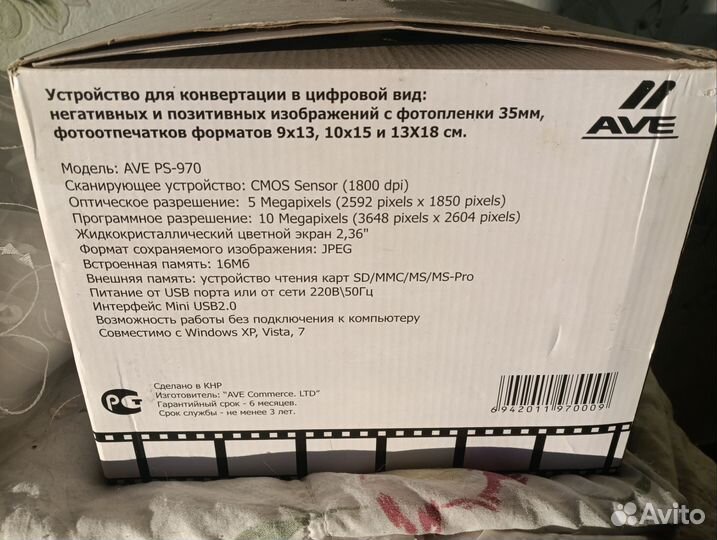 Устройство для конвертации в цифровой вид:
негативных и позитивных изображений с фотопленки 35мм,
фотоотпечатков форматов 9х13, 10х15 и 13Х18 см.
AVE
Модель: AVE PS-970
Сканирующее устройство: CMOS Sensor (1800 dpi)
Оптическое разрешение: 5 Megapixels (2592 pixels x 1850 pixels)
Программное разрешение: 10 Megapixels (3648 pixels x 2604 pixels)
Жидкокристаллический цветной экран 2,36"
Формат сохраняемого изображения: JPEG
Встроенная память: 16Мб
Внешняя память: устройство чтения карт SD/MMC/MS/MS-Pro
Питание от USB порта или от сети 220В\50Гц
Интерфейс Mini USB2.0
Возможность работы без подключения к компьютеру
Совместимо с Windows XP, Vista, 7
Сделано в КНР
Изготовитель: "AVE Commerce. LTD"
Гарантийный срок - 6 месяцев.
Срок службы - не менее 3 лет.
РСТ
6942011970009
Avito